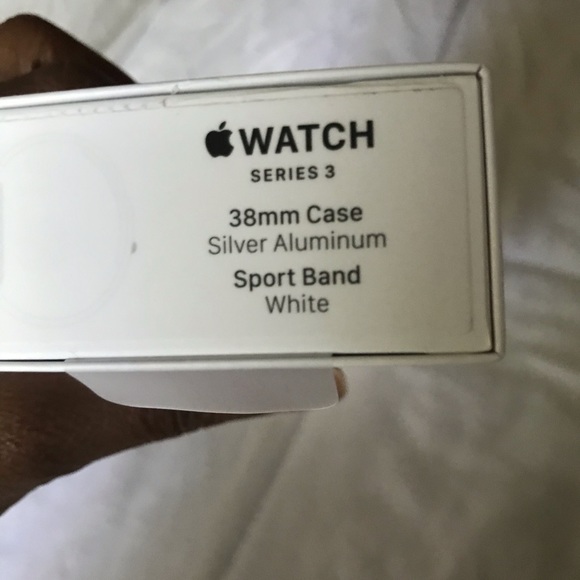 WATCH
SERIES 3
38mm Case
Silver Aluminum
Sport Band
White